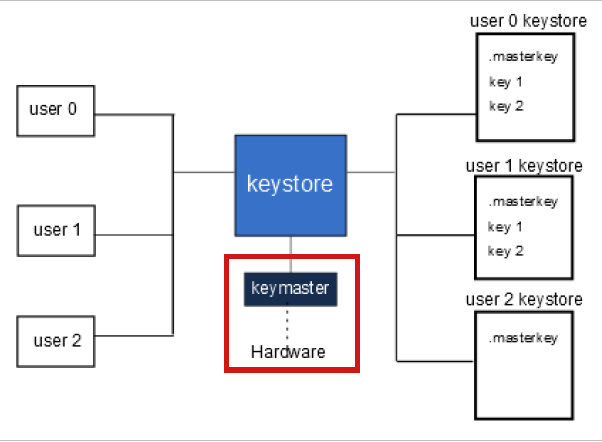 user 0
user 1
user 2
keystore
keymaster
Hardware
user 0 keystore
.masterkey
key 1
key 2
user 1 keystore
.masterkey
key 1
key 2
user 2 keystore
.masterkey